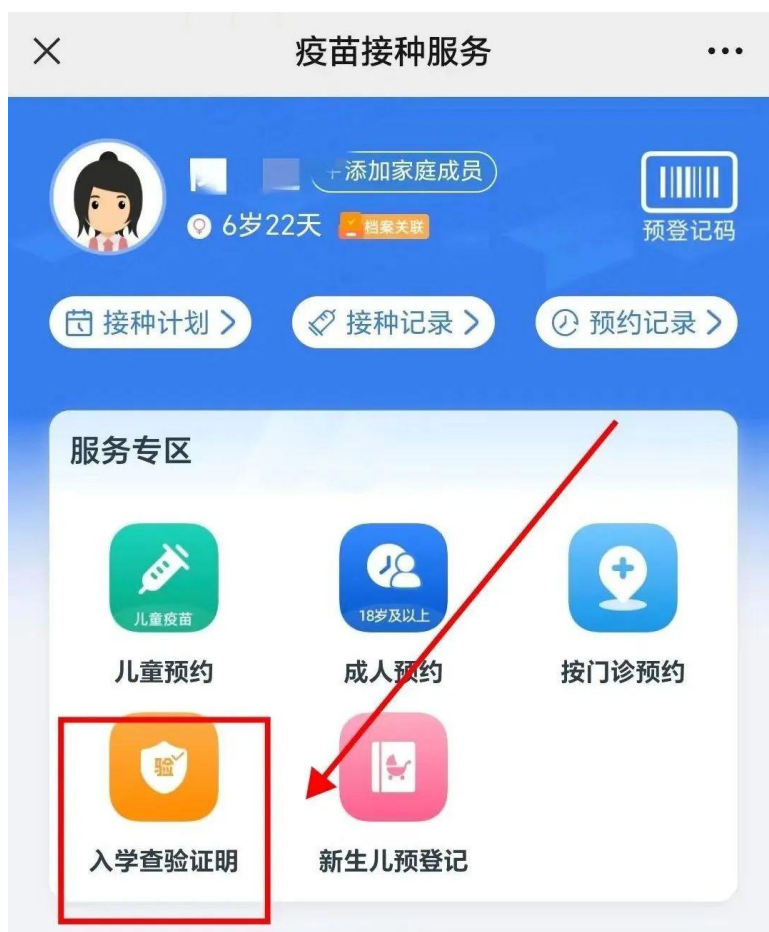 疫苗接种服务
+添加家庭成员
6岁22天 档案关联
预登记码
接种计划 接种记录 预约记录
服务专区
儿童疫苗 18岁及以上
儿童预约 成人预约 按门诊预约
验
入学查验证明 新生儿预登记